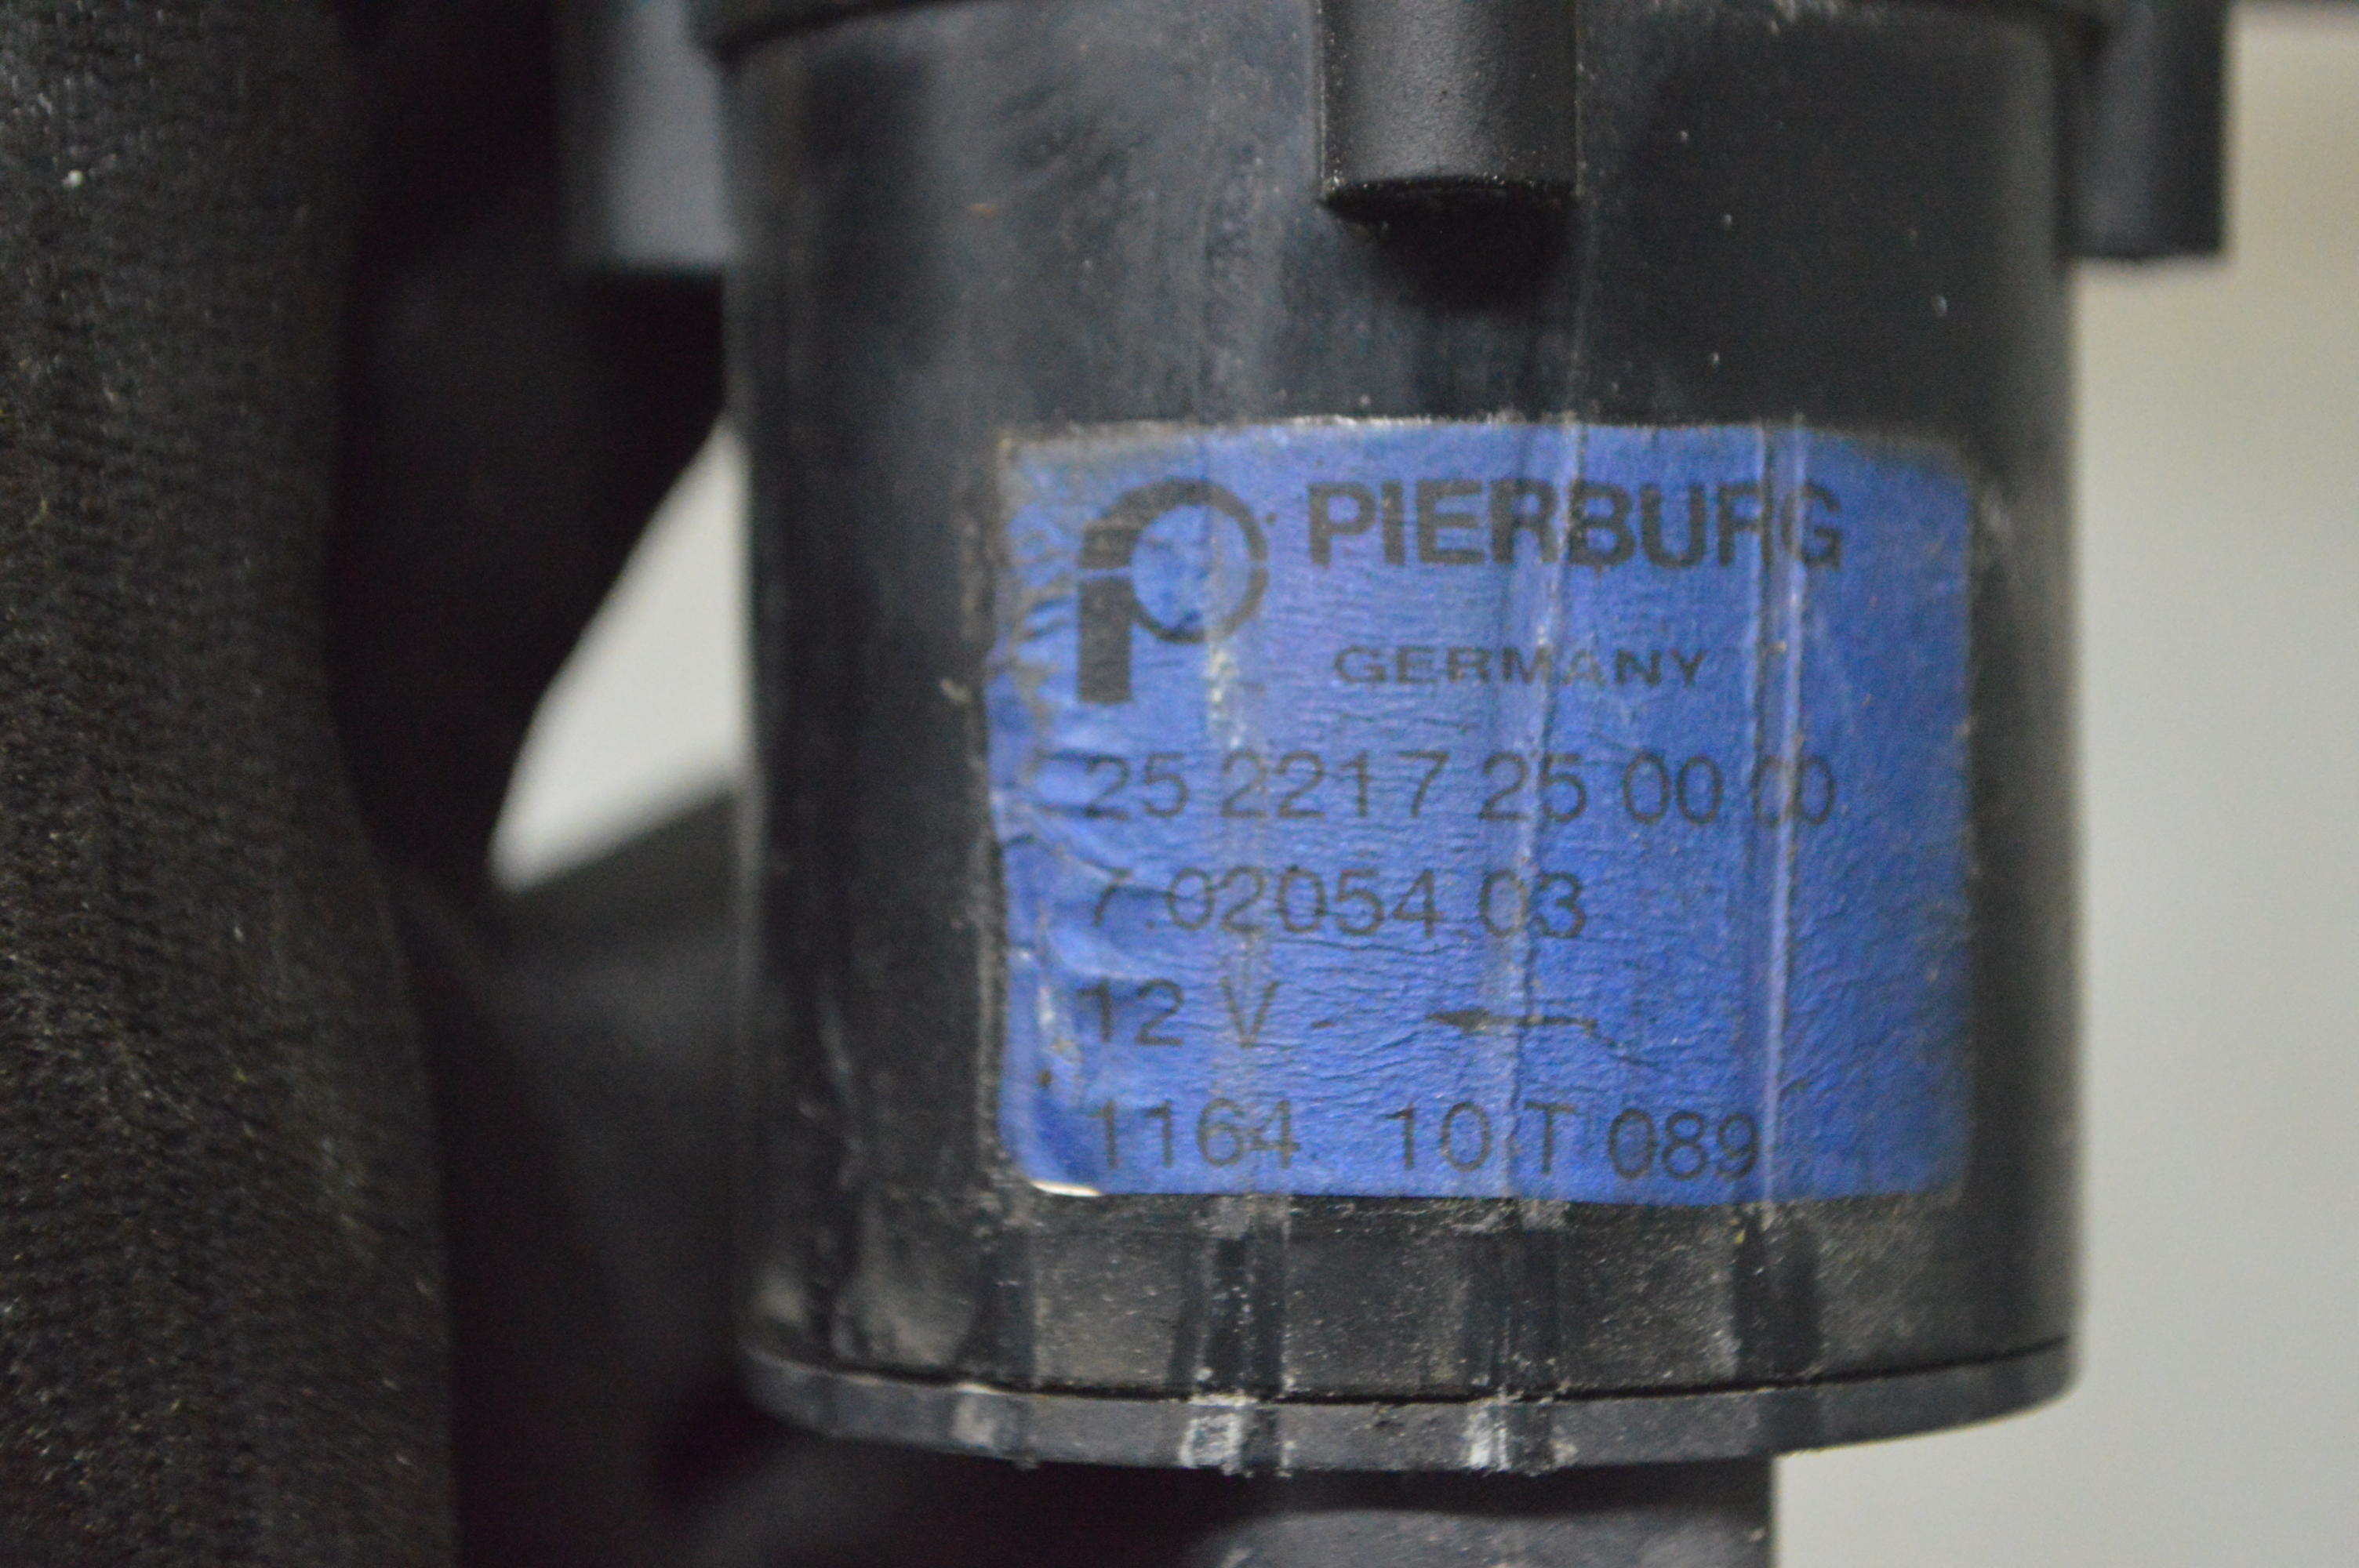 PIERBURG
GERMANY
25 2217 25 00 00
7.02054.03
12 V -
1164 10 T 089